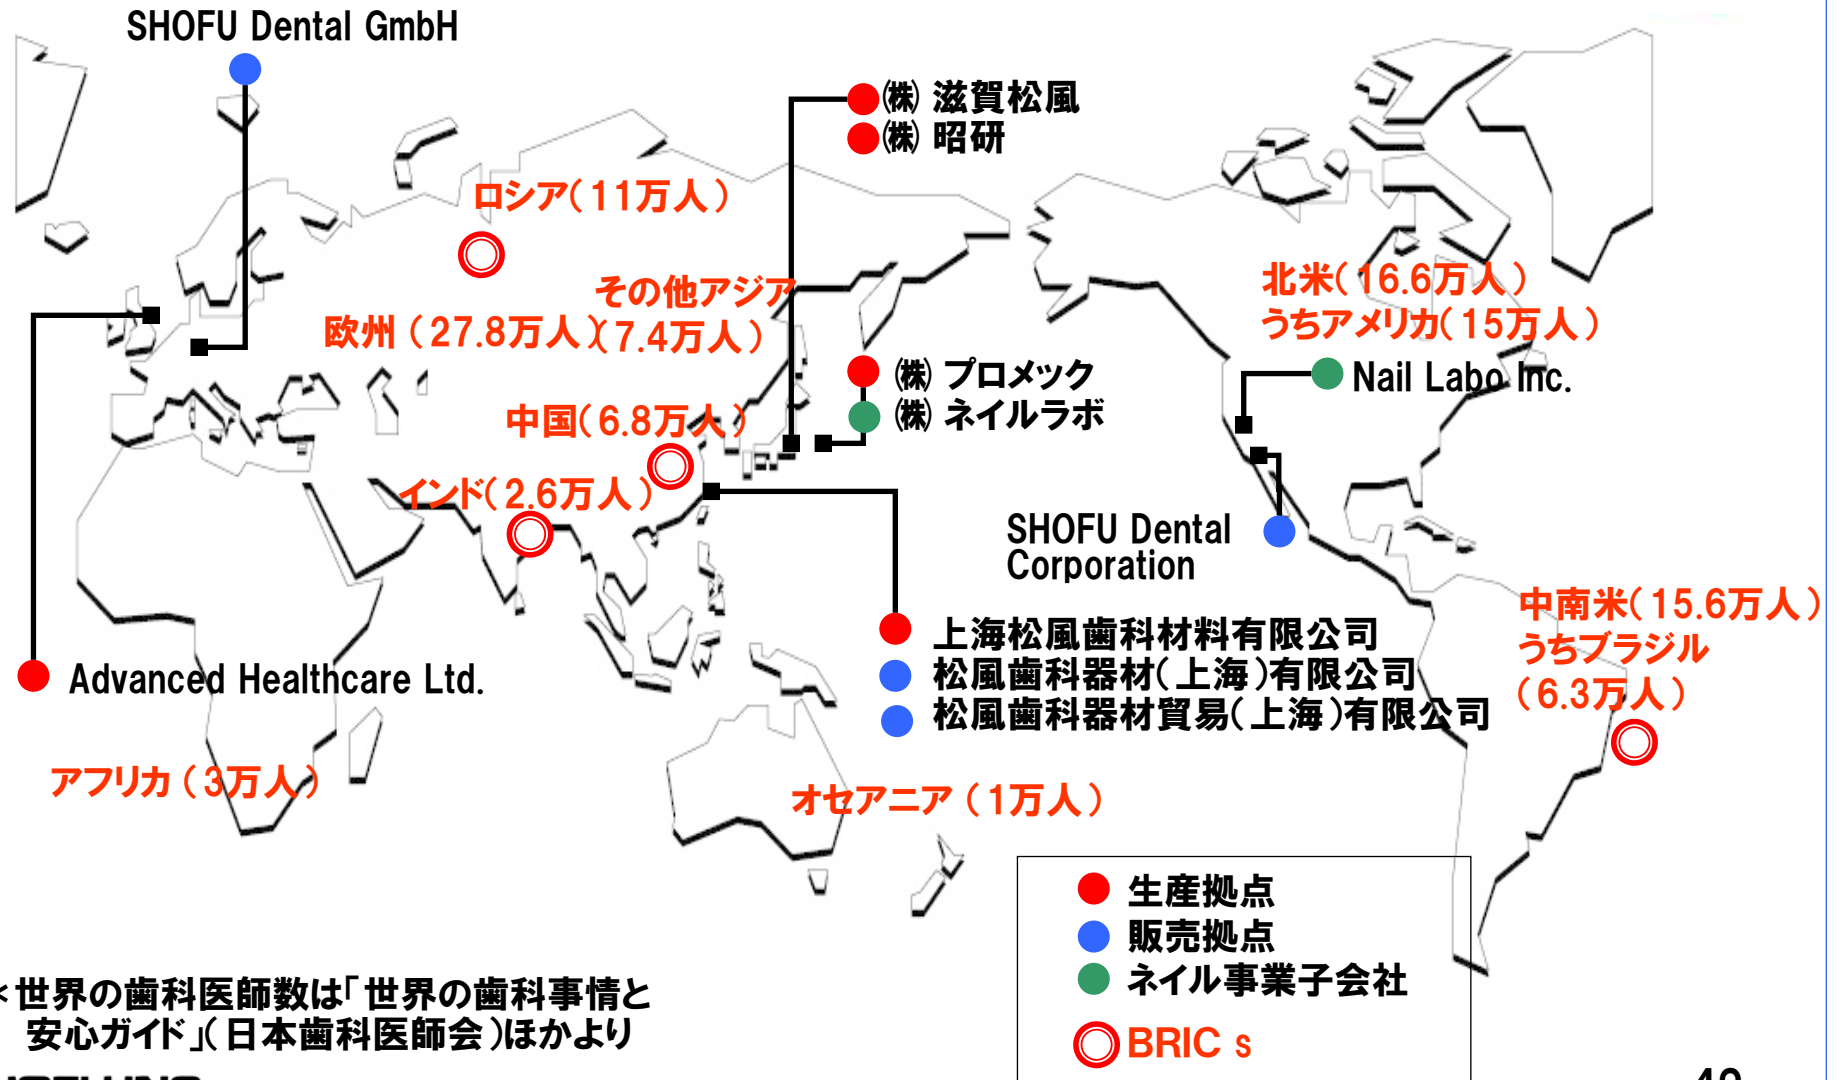 SHOFU Dental GmbH
㈱ 滋賀松風
㈱ 昭研
ロシア(11万人)
その他アジア
(7.4万人)
欧州(27.8万人)
北米(16.6万人)
うちアメリカ(15万人)
㈱ プロメック
㈱ ネイルラボ
Nail Labo Inc.
中国(6.8万人)
インド(2.6万人)
SHOFU Dental
Corporation
中南米(15.6万人)
うちブラジル
(6.3万人)
上海松風歯科材料有限公司
松風歯科器材(上海)有限公司
松風歯科器材貿易(上海)有限公司
Advanced Healthcare Ltd.
アフリカ(3万人)
オセアニア(1万人)
生産拠点
販売拠点
ネイル事業子会社
BRIC s
世界の歯科医師数は「世界の歯科事情と
安心ガイド」(日本歯科医師会)ほかより